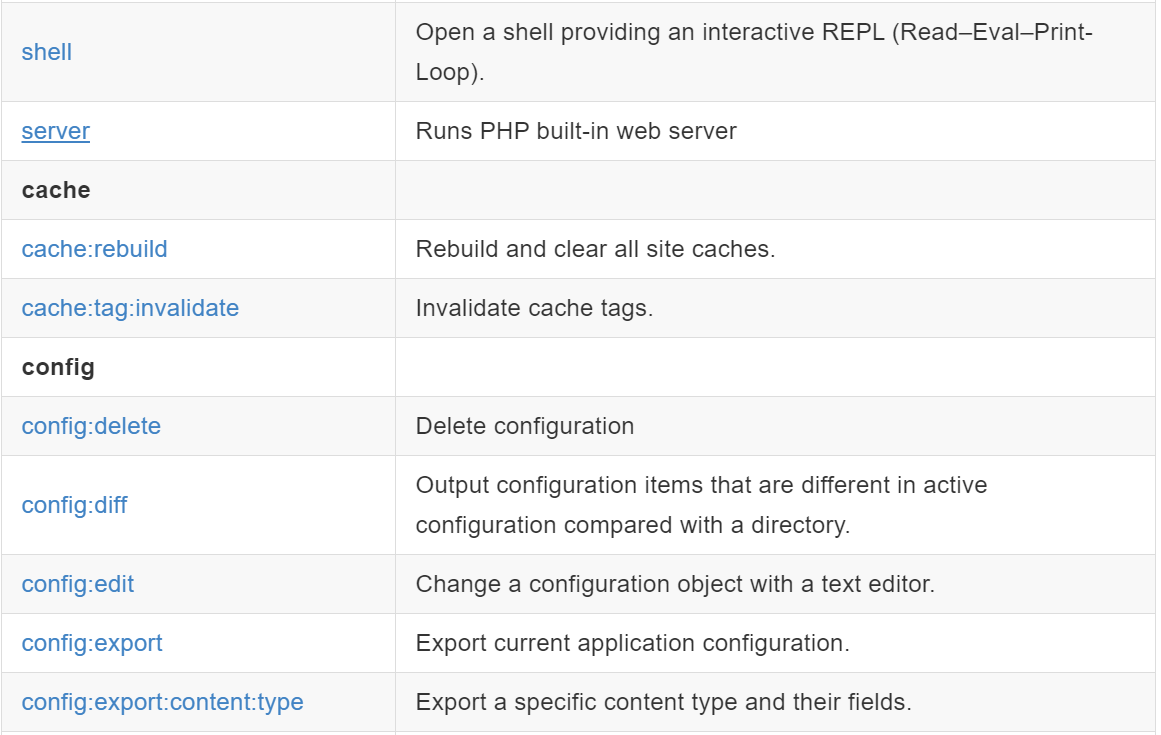 shell
Open a shell providing an interactive REPL (Read–Eval–Print-
Loop).
server
Runs PHP built-in web server
cache
cache:rebuild
Rebuild and clear all site caches.
cache:tag:invalidate
Invalidate cache tags.
config
config:delete
Delete configuration
config:diff
Output configuration items that are different in active
configuration compared with a directory.
config:edit
Change a configuration object with a text editor.
config:export
Export current application configuration.
config:export:content:type
Export a specific content type and their fields.